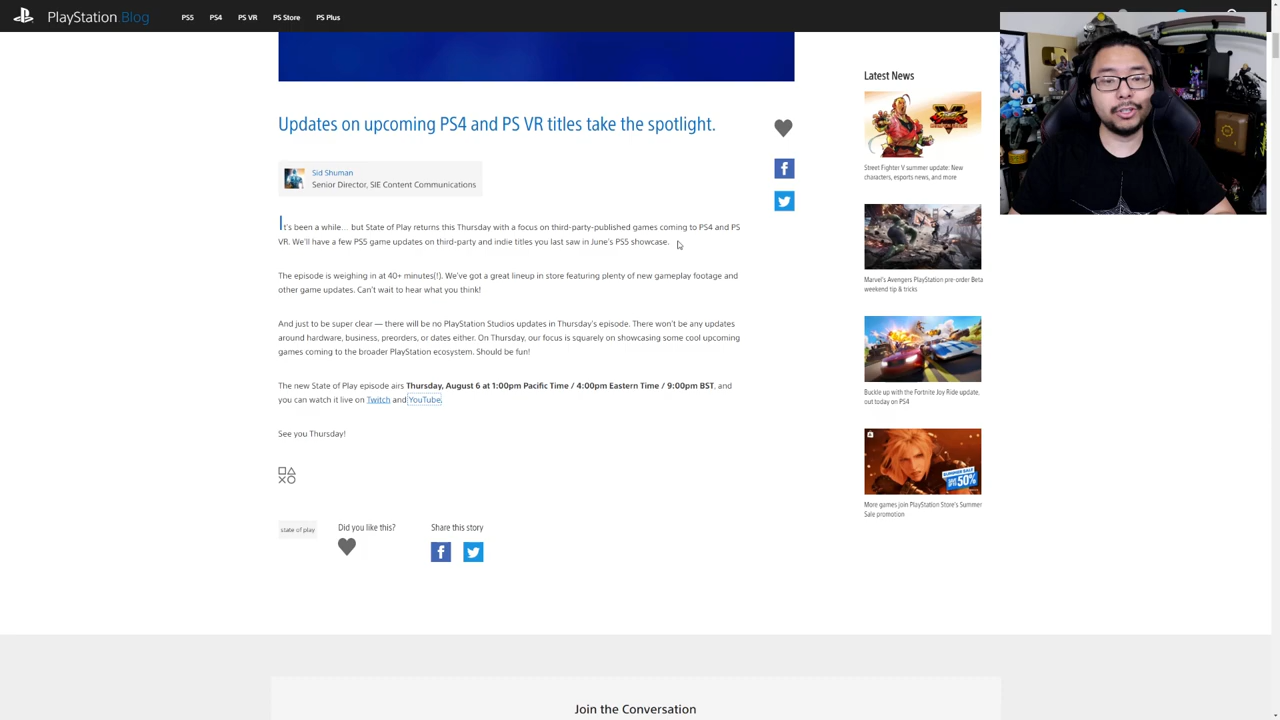 PlayStation.Blog
PS5 PS4 PS VR PS Store PS Plus
Updates on upcoming PS4 and PS VR titles take the spotlight.
Sid Shuman
Senior Director, SIE Content Communications
It's been a while… but State of Play returns this Thursday with a focus on third-party-published games coming to PS4 and PS
VR. We'll have a few PS5 game updates on third-party and indie titles you last saw in June's PS5 showcase.
The episode is weighing in at 40+ minutes(!). We've got a great lineup in store featuring plenty of new gameplay footage and
other game updates. Can't wait to hear what you think!
And just to be super clear — there will be no PlayStation Studios updates in Thursday's episode. There won't be any updates
around hardware, business, preorders, or dates either. On Thursday, our focus is squarely on showcasing some cool upcoming
games coming to the broader PlayStation ecosystem. Should be fun!
The new State of Play episode airs Thursday, August 6 at 1:00pm Pacific Time / 4:00pm Eastern Time / 9:00pm BST, and
you can watch it live on Twitch and YouTube.
See you Thursday!
state of play
Did you like this?
Share this story
Join the Conversation
Latest News
Street Fighter V summer update: New
characters, esports news, and more
Marvel's Avengers PlayStation pre-order Beta
weekend tip & tricks
Buckle up with the Fortnite Joy Ride update,
out today on PS4
SUMMER SALE
50%
More games join PlayStation Store's Summer
Sale promotion